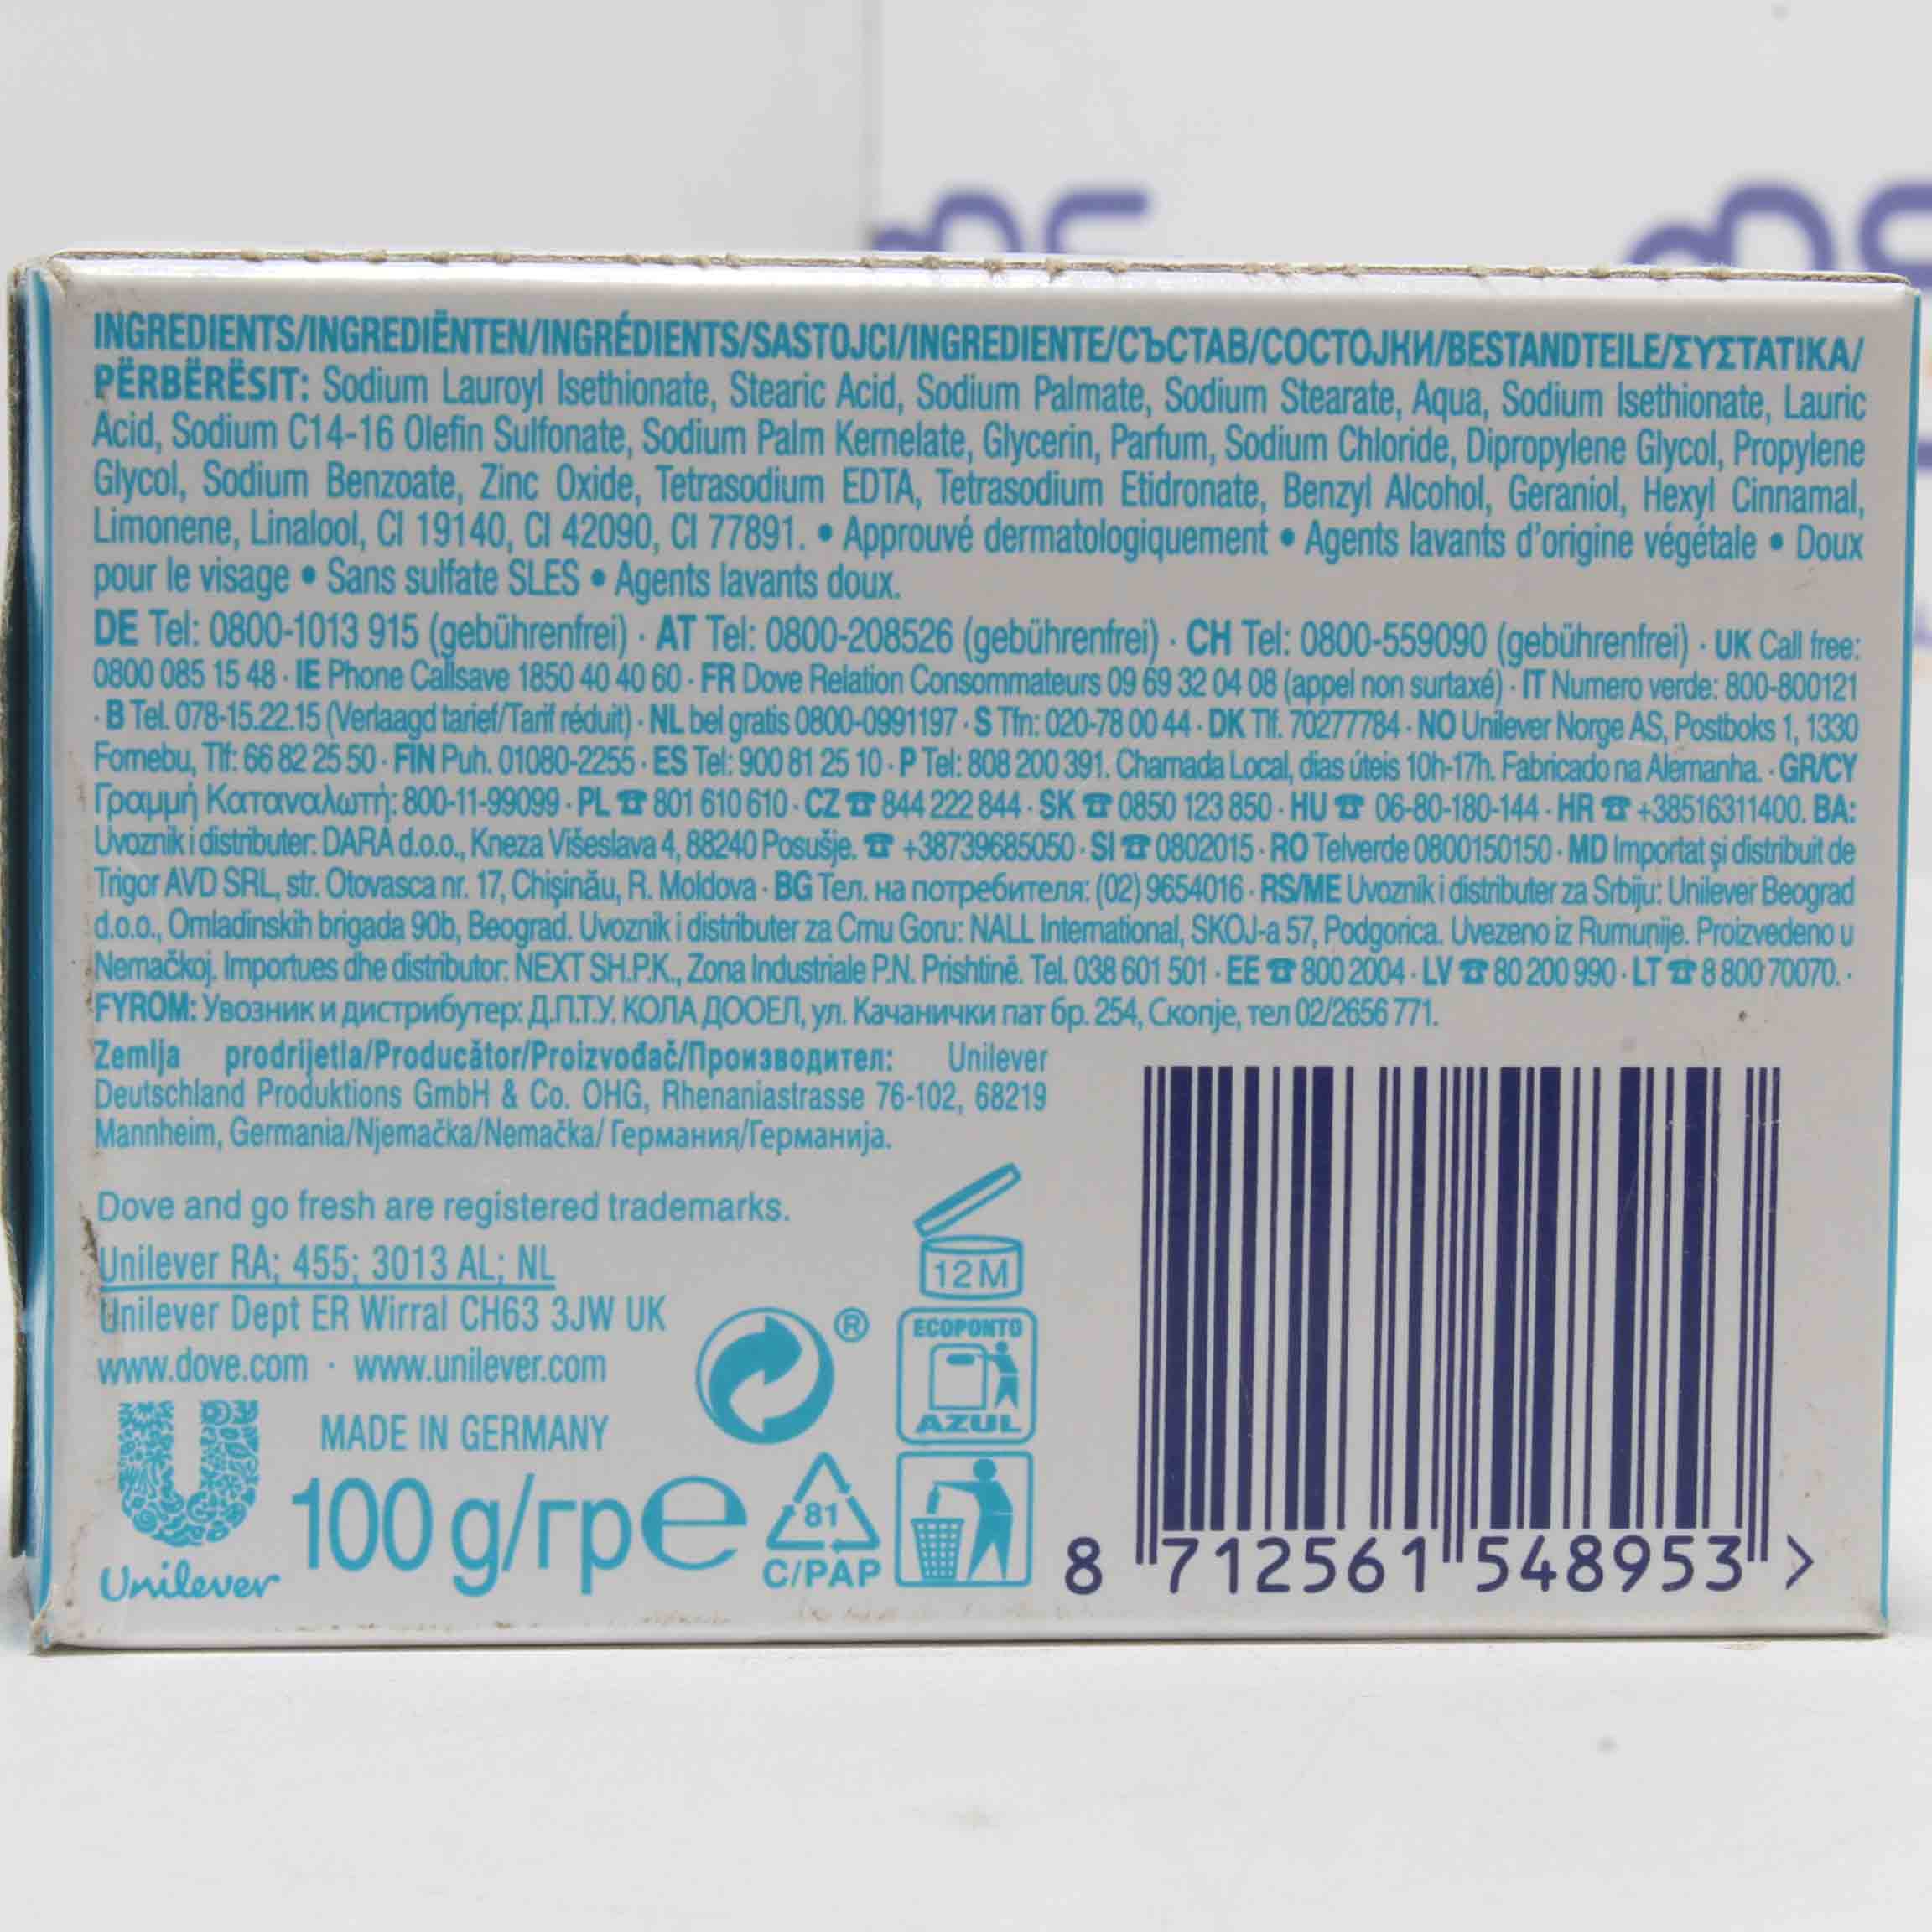 INGREDIENTS/INGREDIËNTEN/INGRÉDIENTS/SASTOJCI/INGREDIENTE/СЪСТАВ/СОСТОЈКИ/BESTANDTEILE/ΣΥΣΤΑΤΙΚΑ/
PËRBËRËSIT: Sodium Lauroyl Isethionate, Stearic Acid, Sodium Palmate, Sodium Stearate, Aqua, Sodium Isethionate, Lauric
Acid, Sodium C14-16 Olefin Sulfonate, Sodium Palm Kernelate, Glycerin, Parfum, Sodium Chloride, Dipropylene Glycol, Propylene
Glycol, Sodium Benzoate, Zinc Oxide, Tetrasodium EDTA, Tetrasodium Etidronate, Benzyl Alcohol, Geraniol, Hexyl Cinnamal,
Limonene, Linalool, CI 19140, CI 42090, CI 77891. • Approuvé dermatologiquement • Agents lavants d'origine végétale • Doux
pour le visage • Sans sulfate SLES • Agents lavants doux.
DE Tel: 0800-1013 915 (gebührenfrei) · AT Tel: 0800-208526 (gebührenfrei) · CH Tel: 0800-559090 (gebührenfrei) · UK Call free:
0800 085 15 48 · IE Phone Callsave 1850 40 40 60 · FR Dove Relation Consommateurs 09 69 32 04 08 (appel non surtaxé) · IT Numero verde: 800-800121
· B Tel. 078-15.22.15 (Verlaagd tarief/Tarif réduit) · NL bel gratis 0800-0991197 · S Tfn: 020-78 00 44 · DK Tlf. 70277784 · NO Unilever Norge AS, Postboks 1, 1330
Fornebu, Tlf: 66 82 25 50 · FIN Puh. 01080-2255 · ES Tel: 900 81 25 10 · P Tel: 808 200 391. Chamada Local, dias úteis 10h-17h. Fabricado na Alemanha. · GR/CY
Γραμμή Καταναλωτή: 800-11-99099 · PL ☎ 801 610 610 · CZ ☎ 844 222 844 · SK ☎ 0850 123 850 · HU ☎ 06-80-180-144 · HR ☎ +38516311400. BA:
Uvoznik i distributer: DARA d.o.o., Kneza Višeslava 4, 88240 Posušje. ☎ +38739685050 · SI ☎ 0802015 · RO Telverde 0800150150 · MD Importat și distribuit de
Trigor AVD SRL, str. Otovasca nr. 17, Chișinău, R. Moldova · BG Тел. на потребителя: (02) 9654016 · RS/ME Uvoznik i distributer za Srbiju: Unilever Beograd
d.o.o., Omladinskih brigada 90b, Beograd. Uvoznik i distributer za Crnu Goru: NALL International, SKOJ-a 57, Podgorica. Uvezeno iz Rumunije. Proizvedeno u
Nemačkoj. Importues dhe distributor: NEXT SH.P.K., Zona Industriale P.N. Prishtinë. Tel. 038 601 501 · EE ☎ 800 2004 · LV ☎ 80 200 990 · LT ☎ 8 800 70070. ·
FYROM: Увозник и дистрибутер: Д.П.Т.У. КОЛА ДООЕЛ, ул. Качанички пат бр. 254, Скопје, тел 02/2656 771.
Zemlja prodrijetla/Producător/Proizvođač/Производител: Unilever
Deutschland Produktions GmbH & Co. OHG, Rhenaniastrasse 76-102, 68219
Mannheim, Germania/Njemačka/Nemačka/ Германия/Германија.
Dove and go fresh are registered trademarks.
Unilever RA; 455; 3013 AL; NL
Unilever Dept ER Wirral CH63 3JW UK
www.dove.com · www.unilever.com
MADE IN GERMANY
100 g/гр℮
Unilever
12M
®
ECOPONTO
AZUL
81
C/PAP
8 712561 548953 >